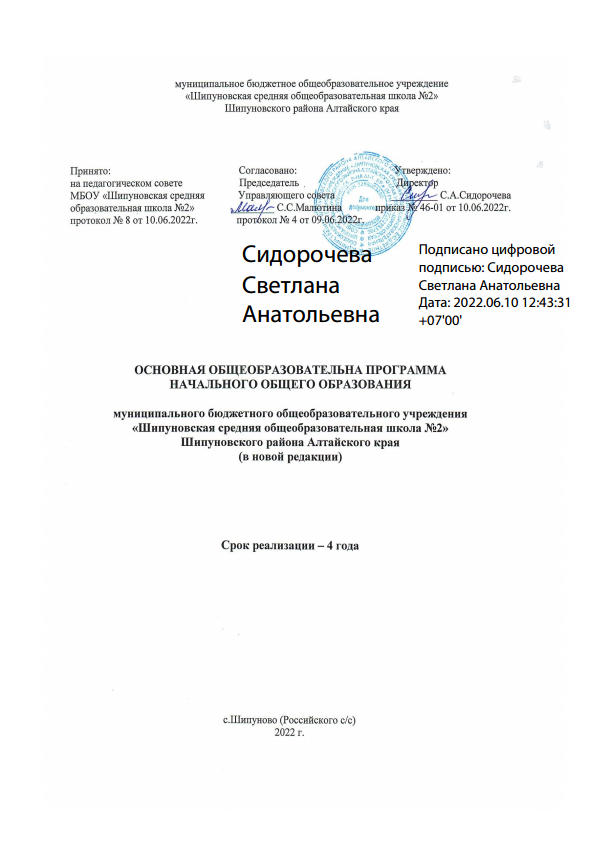 муниципальное бюджетное общеобразовательное учреждение
«Шипуновская средняя общеобразовательная школа №2»
Шипуновского района Алтайского края
Принято:
на педагогическом совете
МБОУ «Шипуновская средняя
образовательная школа №2»
протокол № 8 от 10.06.2022г.
Согласовано:
Председатель
Управляющего совета
С.С.Малютина
протокол № 4 от 09.06.2022г.
Утверждено:
Директор
С.А.Сидорочева
приказ № 46-01 от 10.06.2022г.
Для
документов
Сидорочева
Светлана
Анатольевна
Подписано цифровой
подписью: Сидорочева
Светлана Анатольевна
Дата: 2022.06.10 12:43:31
+07'00'
ОСНОВНАЯ ОБЩЕОБРАЗОВАТЕЛЬНА ПРОГРАММА
НАЧАЛЬНОГО ОБЩЕГО ОБРАЗОВАНИЯ
муниципального бюджетного общеобразовательного учреждения
«Шипуновская средняя общеобразовательная школа №2»
Шипуновского района Алтайского края
(в новой редакции)
Срок реализации – 4 года
с.Шипуново (Российского с/с)
2022 г.